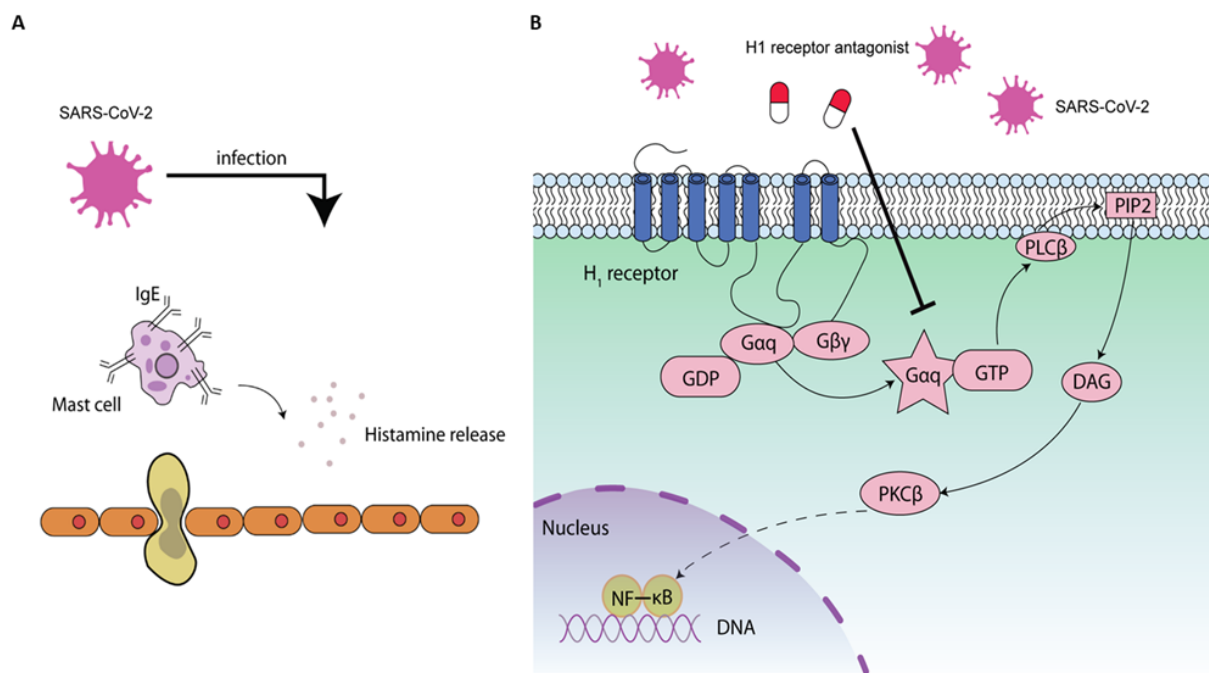 A
SARS-CoV-2
infection
IgE
Mast cell
Histamine release
B
H1 receptor antagonist
SARS-CoV-2
PIP2
PLCβ
H₁ receptor
Gαq
Gβγ
GDP
Gαq
GTP
DAG
PKCβ
Nucleus
NF-κB
DNA